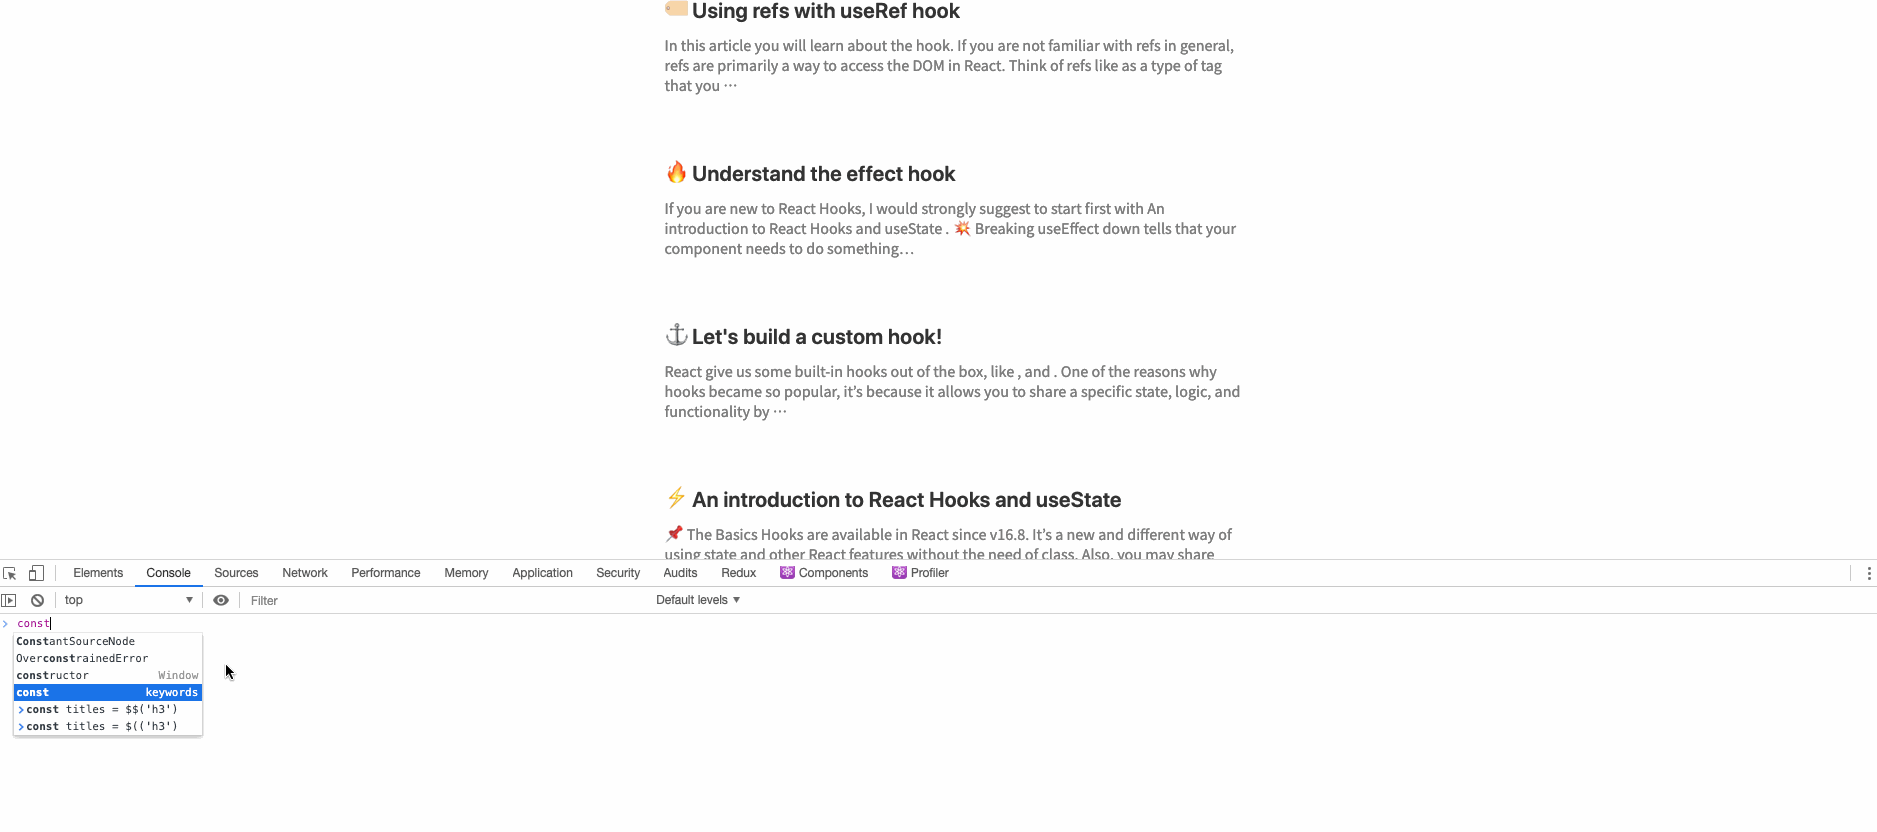 Using refs with useRef hook
In this article you will learn about the hook. If you are not familiar with refs in general,
refs are primarily a way to access the DOM in React. Think of refs like as a type of tag
that you ···
Understand the effect hook
If you are new to React Hooks, I would strongly suggest to start first with An
introduction to React Hooks and useState . 💥 Breaking useEffect down tells that your
component needs to do something…
Let's build a custom hook!
React give us some built-in hooks out of the box, like , and . One of the reasons why
hooks became so popular, it’s because it allows you to share a specific state, logic, and
functionality by ···
An introduction to React Hooks and useState
📌 The Basics Hooks are available in React since v16.8. It’s a new and different way of
using state and other React features without the need of class. Also, you may share
Elements Console Sources Network Performance Memory Application Security Audits Redux Components Profiler
top Filter Default levels
const
ConstantSourceNode
OverconstrainedError
constructor Window
const keywords
const titles = $$('h3')
const titles = $(('h3')